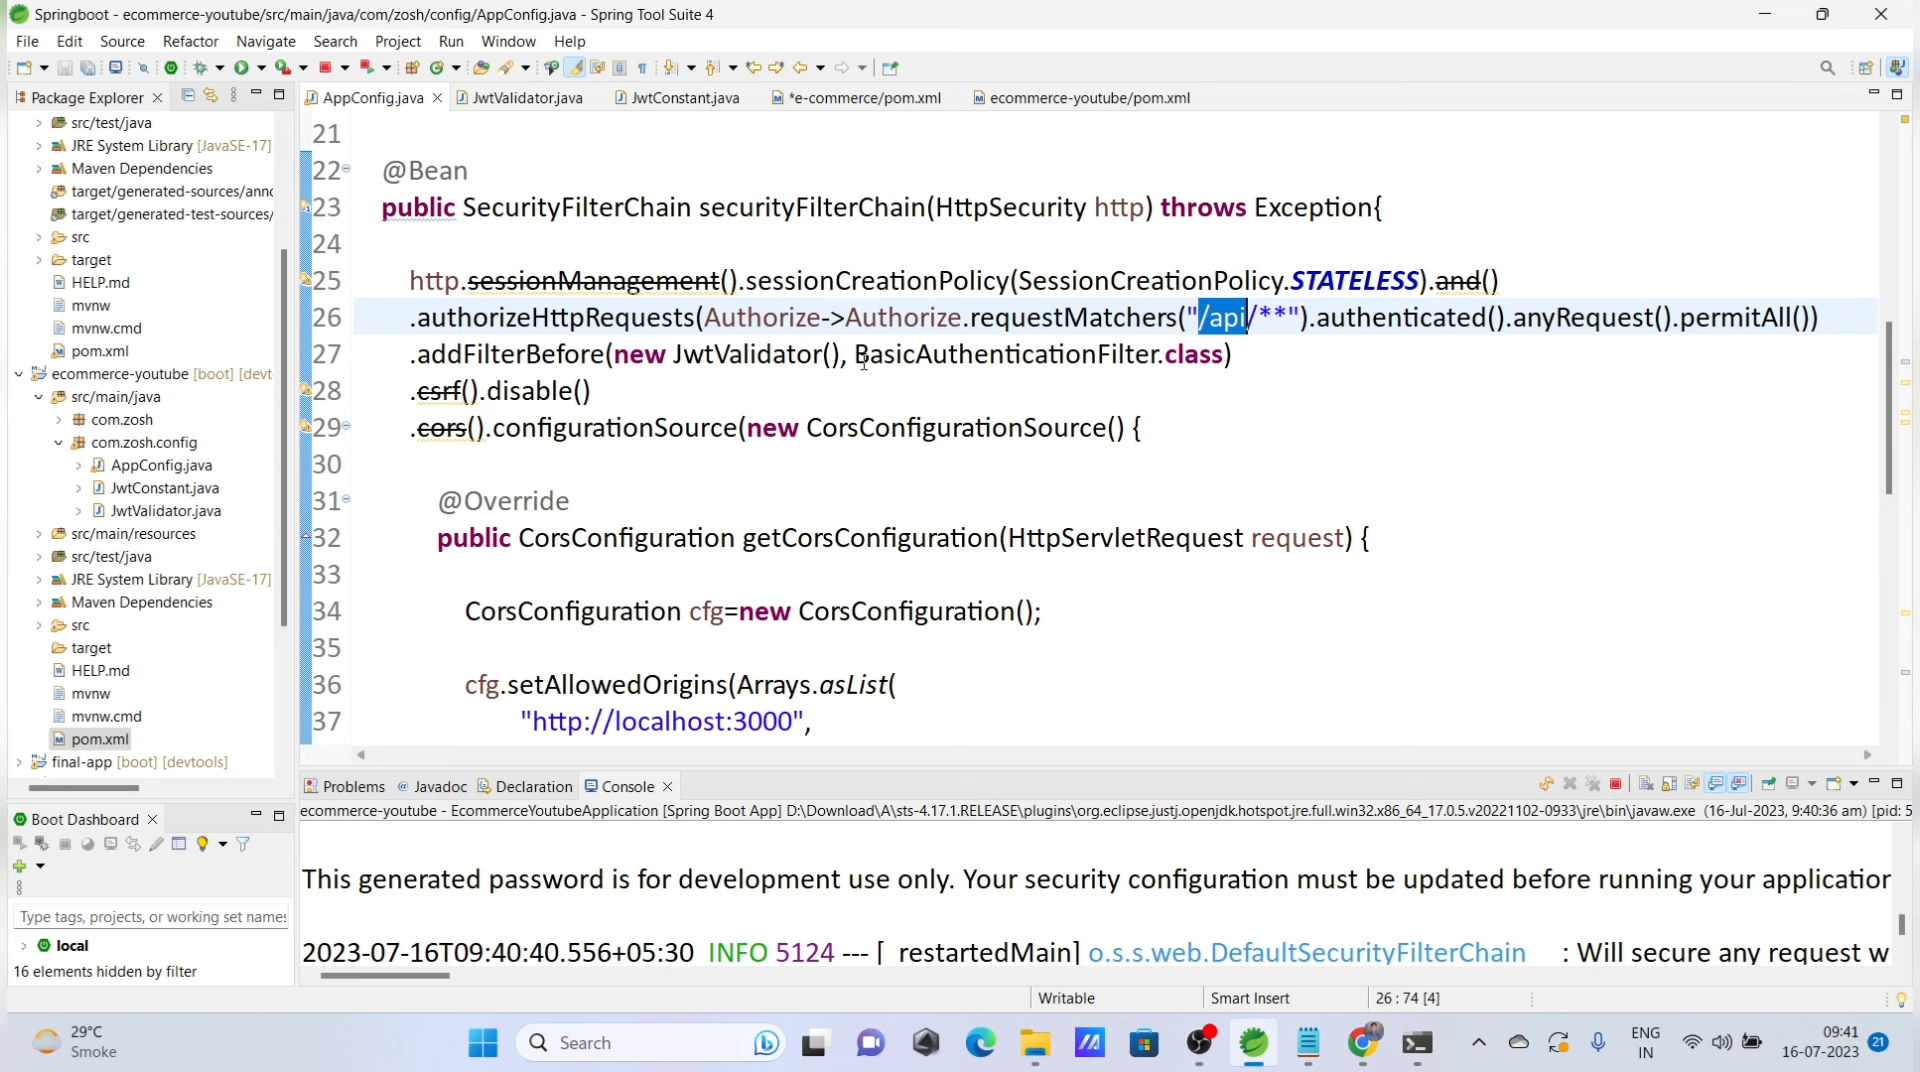 Springboot - ecommerce-youtube/src/main/java/com/zosh/config/AppConfig.java - Spring Tool Suite 4
File Edit Source Refactor Navigate Search Project Run Window Help
Package Explorer
AppConfig.java JwtValidator.java JwtConstant.java *e-commerce/pom.xml ecommerce-youtube/pom.xml
src/test/java
JRE System Library [JavaSE-17]
Maven Dependencies
target/generated-sources/anno
target/generated-test-sources/
src
target
HELP.md
mvnw
mvnw.cmd
pom.xml
ecommerce-youtube [boot] [devt
src/main/java
com.zosh
com.zosh.config
AppConfig.java
JwtConstant.java
JwtValidator.java
src/main/resources
src/test/java
JRE System Library [JavaSE-17]
Maven Dependencies
src
target
HELP.md
mvnw
mvnw.cmd
pom.xml
final-app [boot] [devtools]
21
22 @Bean
23 public SecurityFilterChain securityFilterChain(HttpSecurity http) throws Exception{
24
25 http.sessionManagement().sessionCreationPolicy(SessionCreationPolicy.STATELESS).and()
26 .authorizeHttpRequests(Authorize->Authorize.requestMatchers("/api/**").authenticated().anyRequest().permitAll())
27 .addFilterBefore(new JwtValidator(), BasicAuthenticationFilter.class)
28 .csrf().disable()
29 .cors().configurationSource(new CorsConfigurationSource() {
30
31 @Override
32 public CorsConfiguration getCorsConfiguration(HttpServletRequest request) {
33
34 CorsConfiguration cfg=new CorsConfiguration();
35
36 cfg.setAllowedOrigins(Arrays.asList(
37 "http://localhost:3000",
Problems Javadoc Declaration Console
ecommerce-youtube - EcommerceYoutubeApplication [Spring Boot App] D:\Download\A\sts-4.17.1.RELEASE\plugins\org.eclipse.justj.openjdk.hotspot.jre.full.win32.x86_64_17.0.5.v20221102-0933\jre\bin\javaw.exe (16-Jul-2023, 9:40:36 am) [pid: 5
This generated password is for development use only. Your security configuration must be updated before running your application
2023-07-16T09:40:40.556+05:30 INFO 5124 --- [ restartedMain] o.s.s.web.DefaultSecurityFilterChain : Will secure any request w
Boot Dashboard
Type tags, projects, or working set names
local
16 elements hidden by filter
Writable Smart Insert 26 : 74 [4]
29°C
Smoke
Search
ENG
IN
09:41
16-07-2023
21